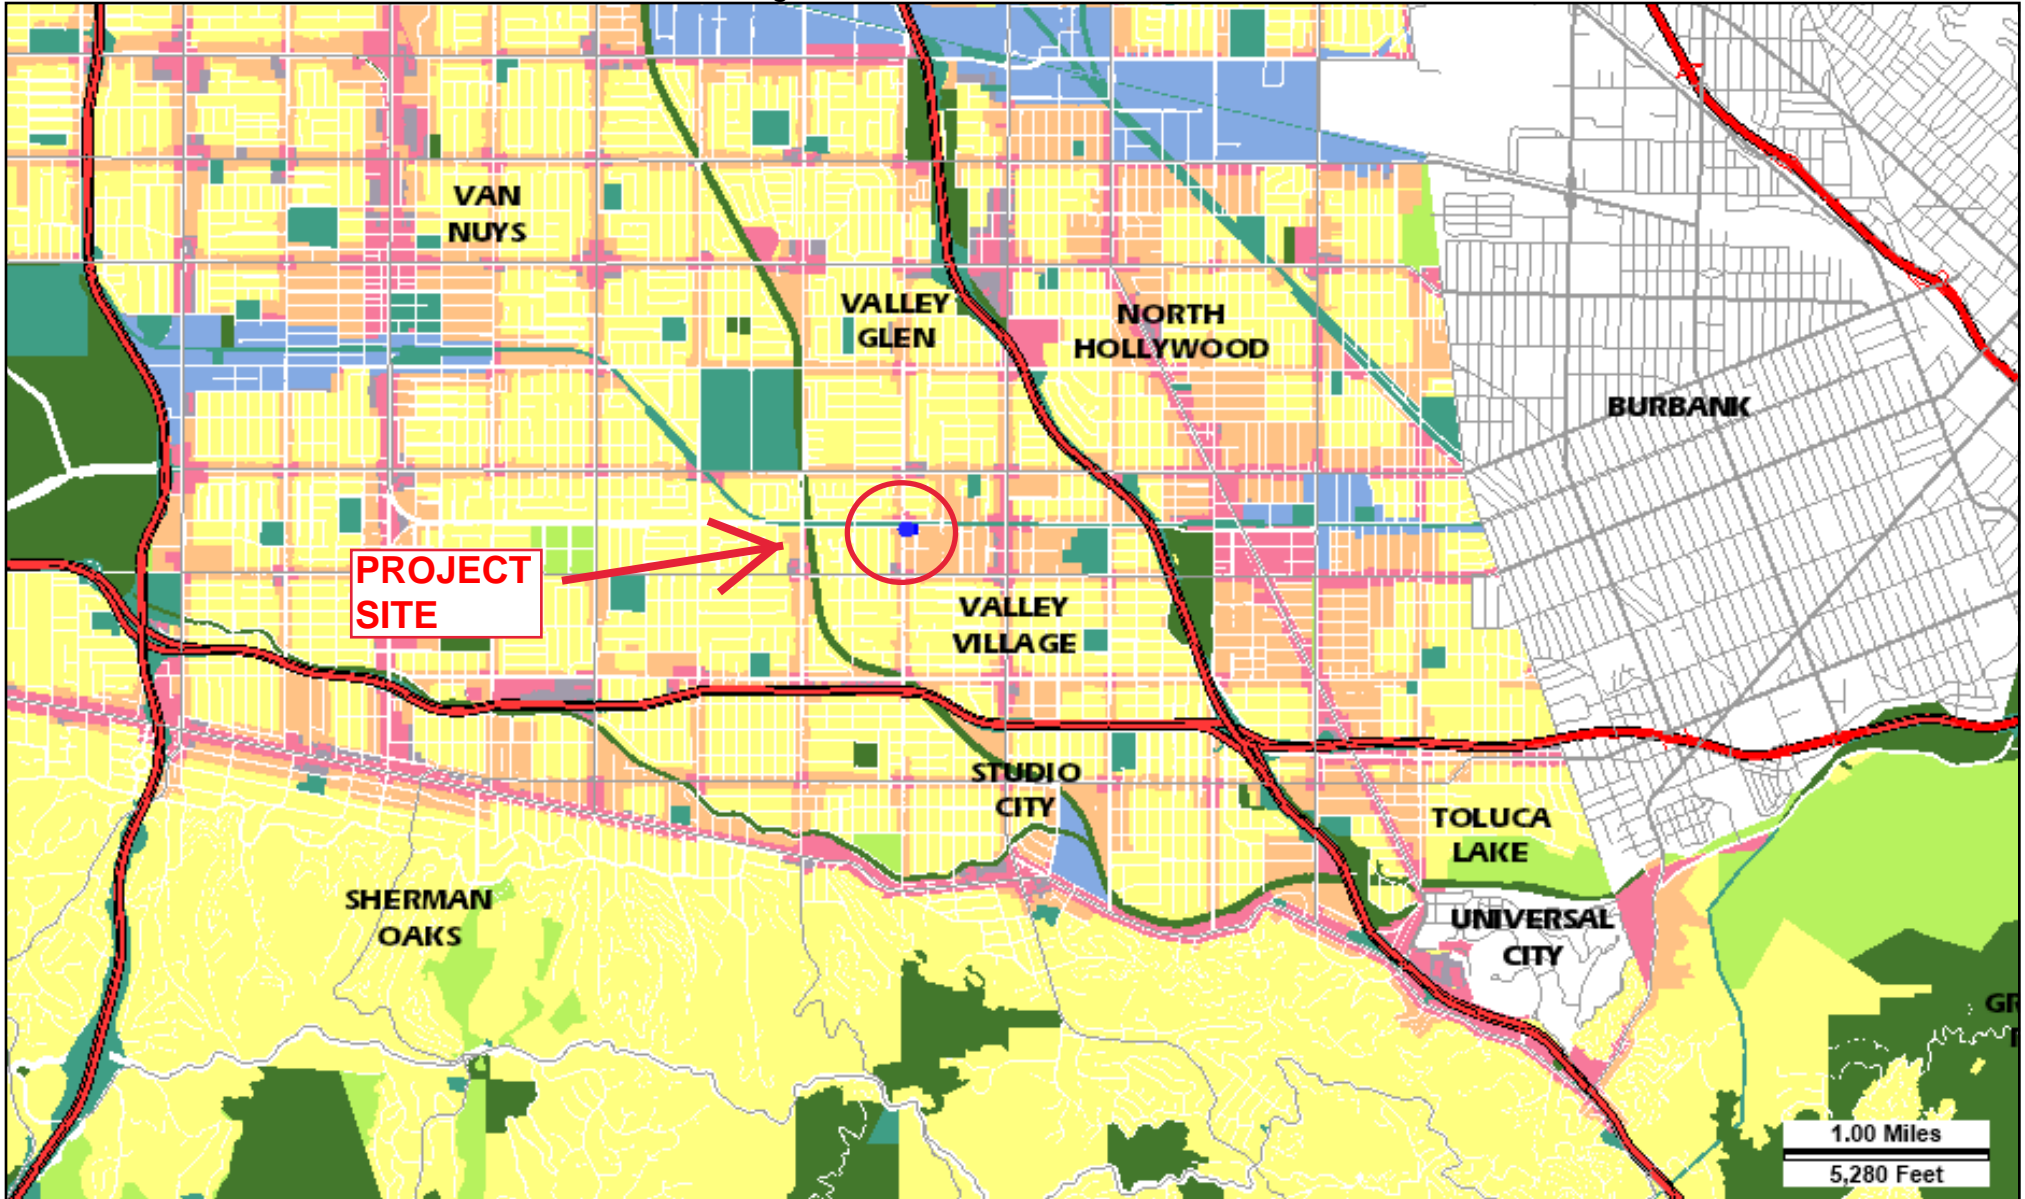 VAN
NUYS
VALLEY
GLEN
NORTH
HOLLYWOOD
BURBANK
PROJECT
SITE
VALLEY
VILLAGE
STUDIO
CITY
TOLUCA
LAKE
SHERMAN
OAKS
UNIVERSAL
CITY
GR
1.00 Miles
5,280 Feet